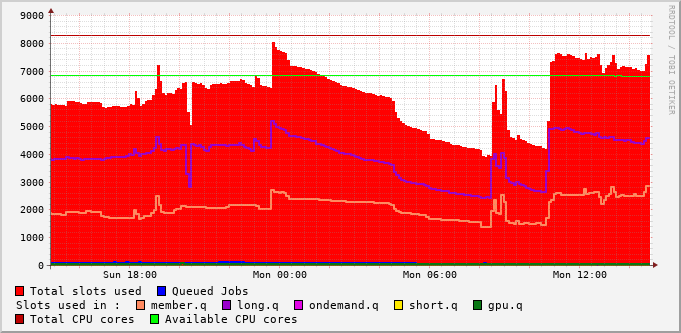 9000
8000
7000
6000
5000
4000
3000
2000
1000
0
Sun 18:00 Mon 00:00 Mon 06:00 Mon 12:00
RRDTOOL / TOBI OETIKER
Total slots used Queued Jobs
Slots used in : member.q long.q ondemand.q short.q gpu.q
Total CPU cores Available CPU cores